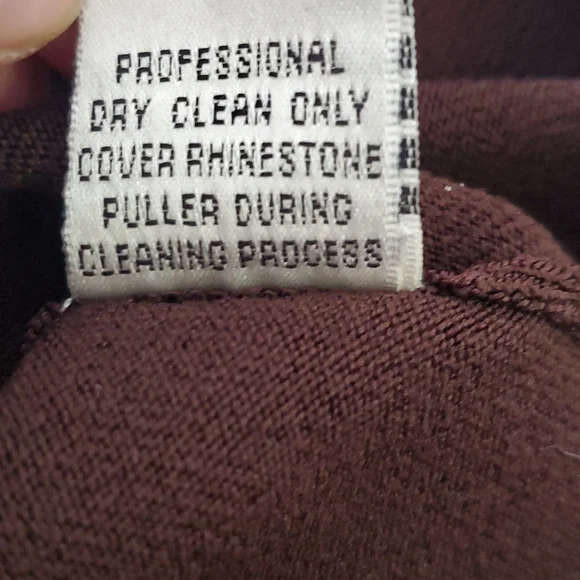 PROFESSIONAL
DRY CLEAN ONLY
COVER RHINESTONE
PULLER DURING
CLEANING PROCESS